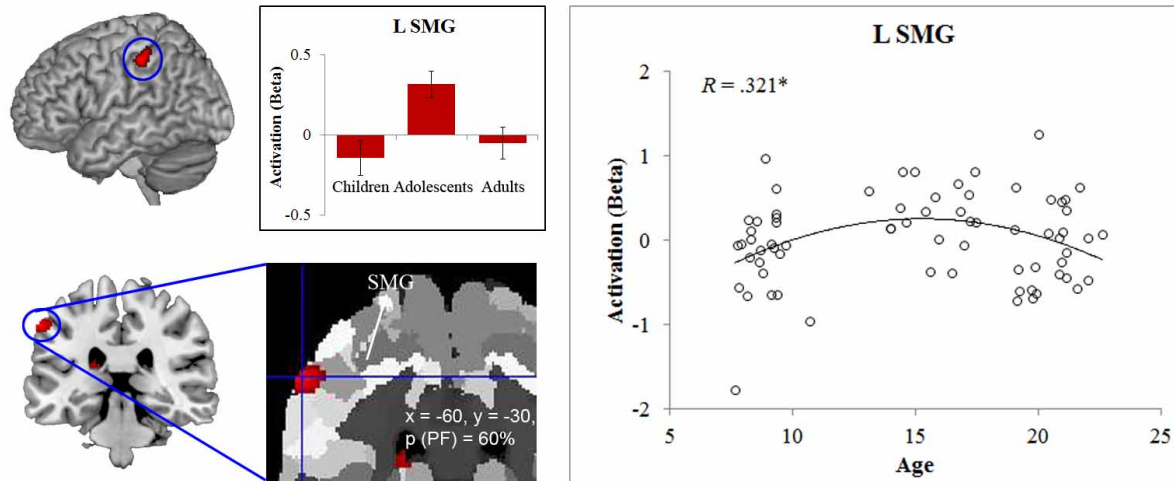 L SMG
Activation (Beta)
0.5
0
-0.5
Children Adolescents Adults
SMG
x = -60, y = -30,
p (PF) = 60%
L SMG
R = .321*
Activation (Beta)
2
1
0
-1
-2
5 10 15 20 25
Age